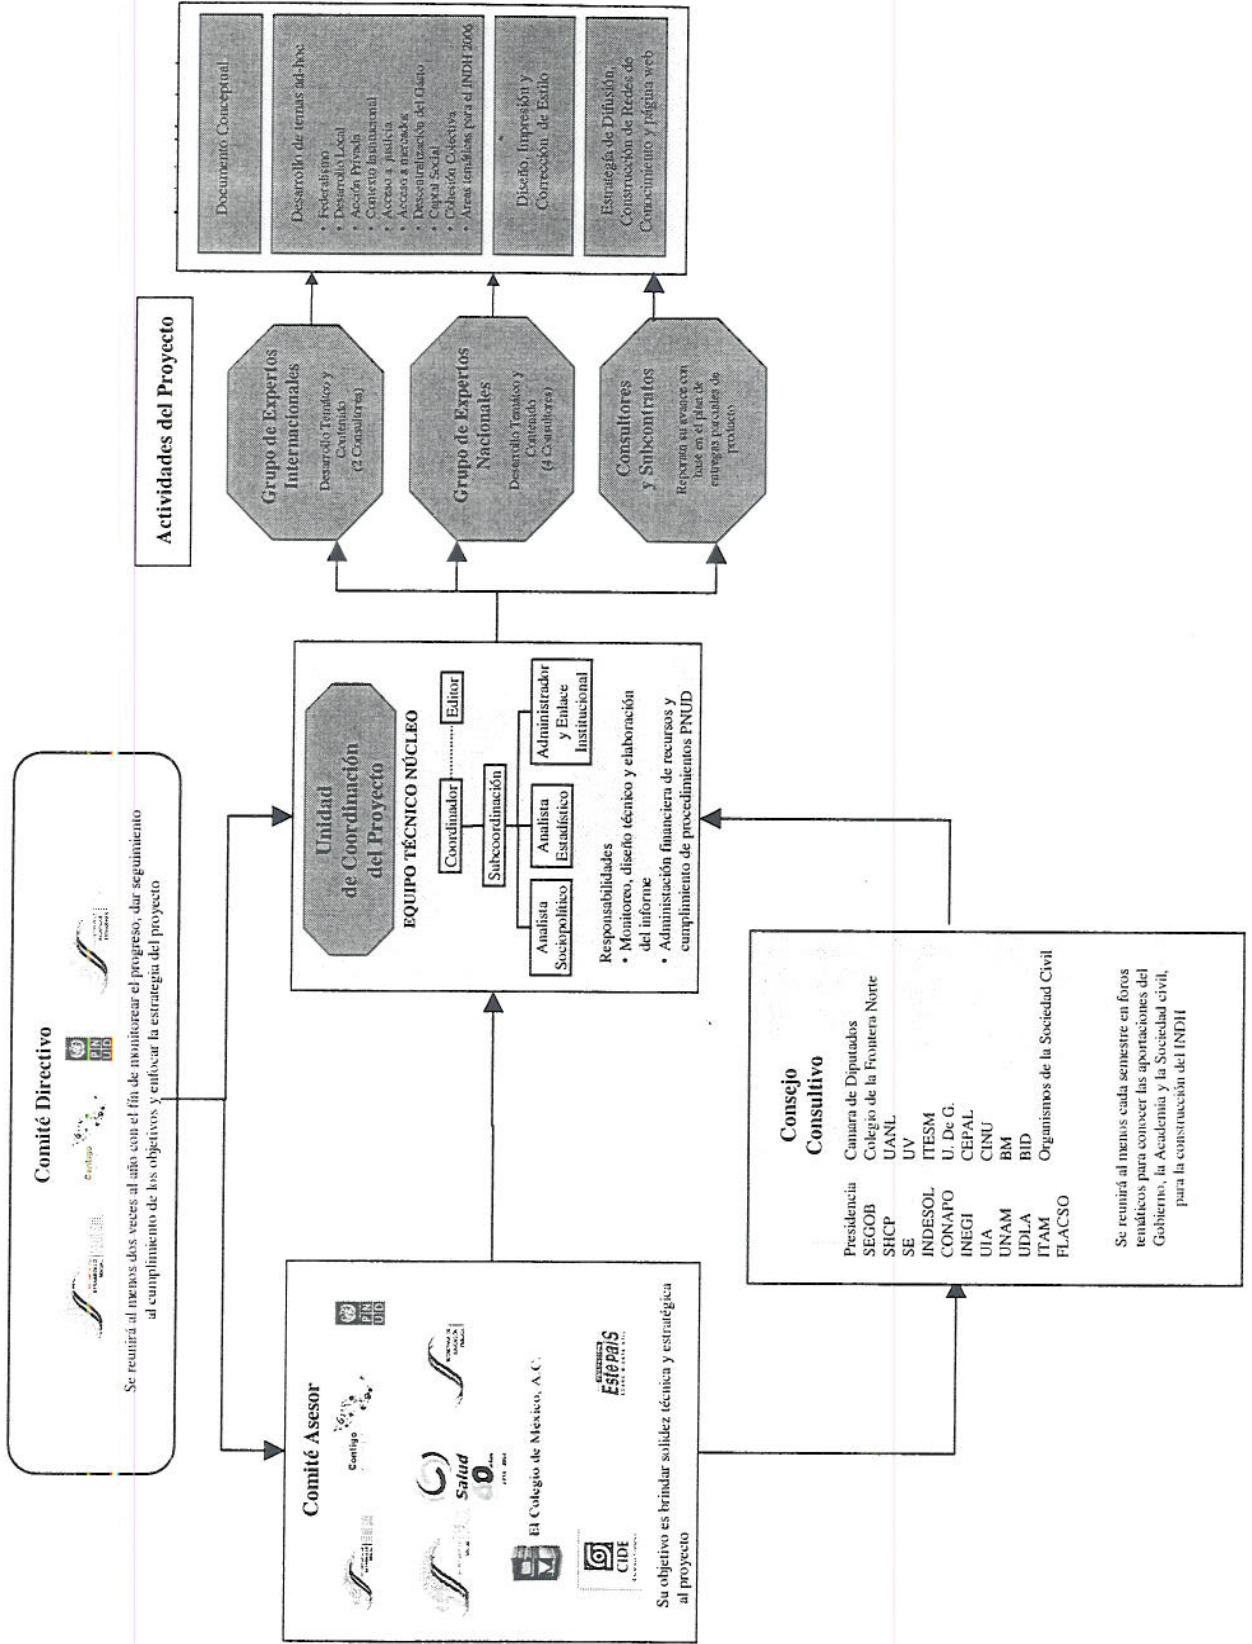 Comité Directivo
Contigo
PNUD
Se reunirá al menos dos veces al año con el fin de monitorear el progreso, dar seguimiento
al cumplimiento de los objetivos y enfocar la estrategia del proyecto
Comité Asesor
Contigo
PNUD
Salud
El Colegio de México, A.C.
CIDE
Este país
Su objetivo es brindar solidez técnica y estratégica
al proyecto
Unidad
de Coordinación
del Proyecto
EQUIPO TÉCNICO NÚCLEO
Coordinador
Editor
Subcoordinación
Analista
Sociopolítico
Analista
Estadístico
Administrador
y Enlace
Institucional
Responsabilidades
• Monitoreo, diseño técnico y elaboración
del informe
• Administación financiera de recursos y
cumplimiento de procedimientos PNUD
Consejo
Consultivo
Presidencia
SEGOB
SHCP
SE
INDESOL
CONAPO
INEGI
UIA
UNAM
UDLA
ITAM
FLACSO
Camara de Diputados
Colegio de la Frontera Norte
UANL
UV
ITESM
U. De G.
CEPAL
CINU
BM
BID
Organismos de la Sociedad Civil
Se reunirá al menos cada semestre en foros
temáticos para conocer las aportaciones del
Gobierno, la Academia y la Sociedad civil,
para la construcción del INDH
Actividades del Proyecto
Grupo de Expertos
Internacionales
Desarrollo Temático y
Contenido
(2 Consultores)
Grupo de Expertos
Nacionales
Desarrollo Temático y
Contenido
(4 Consultores)
Consultores
y Subcontratos
Reportan su avance con
base en el plan de
entregas parciales de
producto
Documento Conceptual
Desarrollo de temas ad-hoc
• Federalismo
• Desarrollo Local
• Acción Privada
• Contexto Institucional
• Acceso a justicia
• Acceso a mercados
• Descentralización del Gasto
• Capital Social
• Cohesión Colectiva
• Areas temáticas para el INDH 2006
Diseño, Impresión y
Corrección de Estilo
Estrategia de Difusión,
Construcción de Redes de
Conocimiento y página web